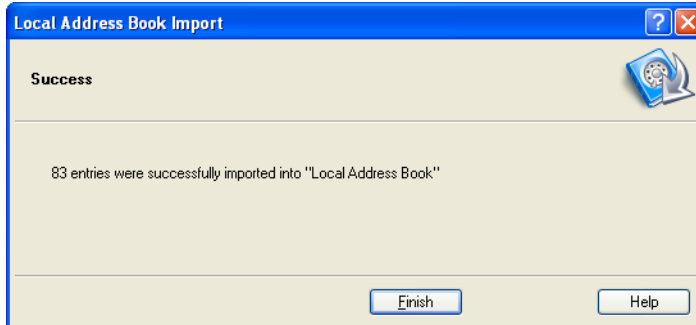 Local Address Book Import
Success
83 entries were successfully imported into "Local Address Book"
Finish
Help